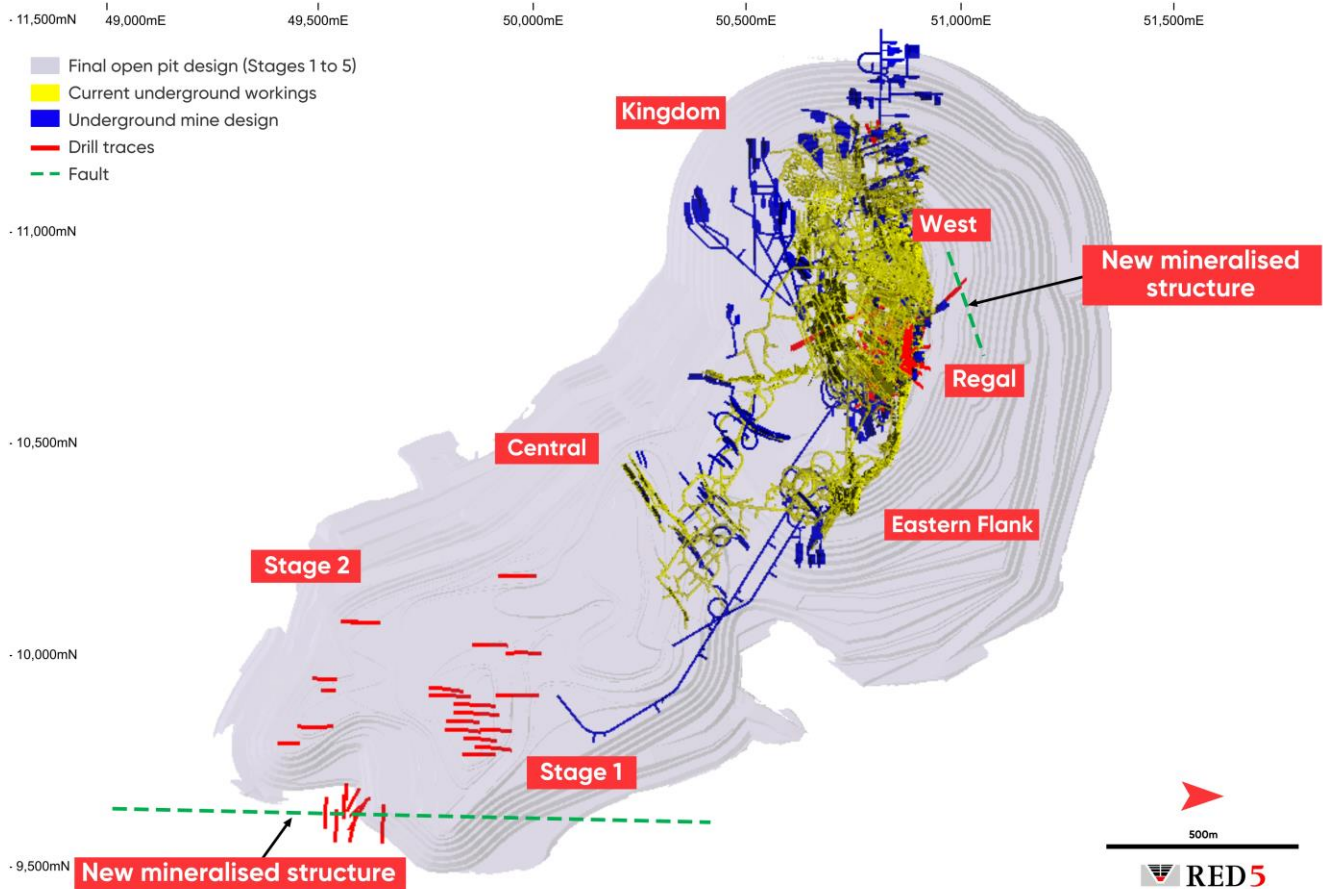 - 11,500mN
49,000mE
49,500mE
50,000mE
50,500mE
51,000mE
51,500mE
Final open pit design (Stages 1 to 5)
Current underground workings
Underground mine design
Drill traces
Fault
Kingdom
- 11,000mN
West
New mineralised
structure
Regal
- 10,500mN
Central
Eastern Flank
Stage 2
- 10,000mN
Stage 1
500m
- 9,500mN
New mineralised structure
RED5